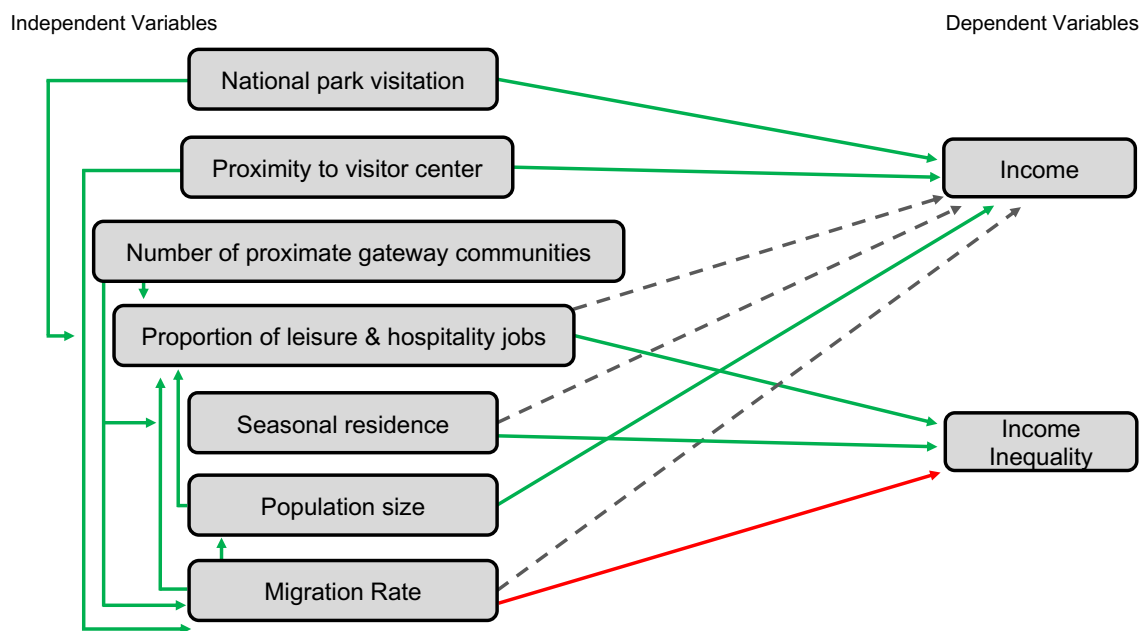 Independent Variables
Dependent Variables
National park visitation
Proximity to visitor center
Income
Number of proximate gateway communities
Proportion of leisure & hospitality jobs
Seasonal residence
Income
Inequality
Population size
Migration Rate